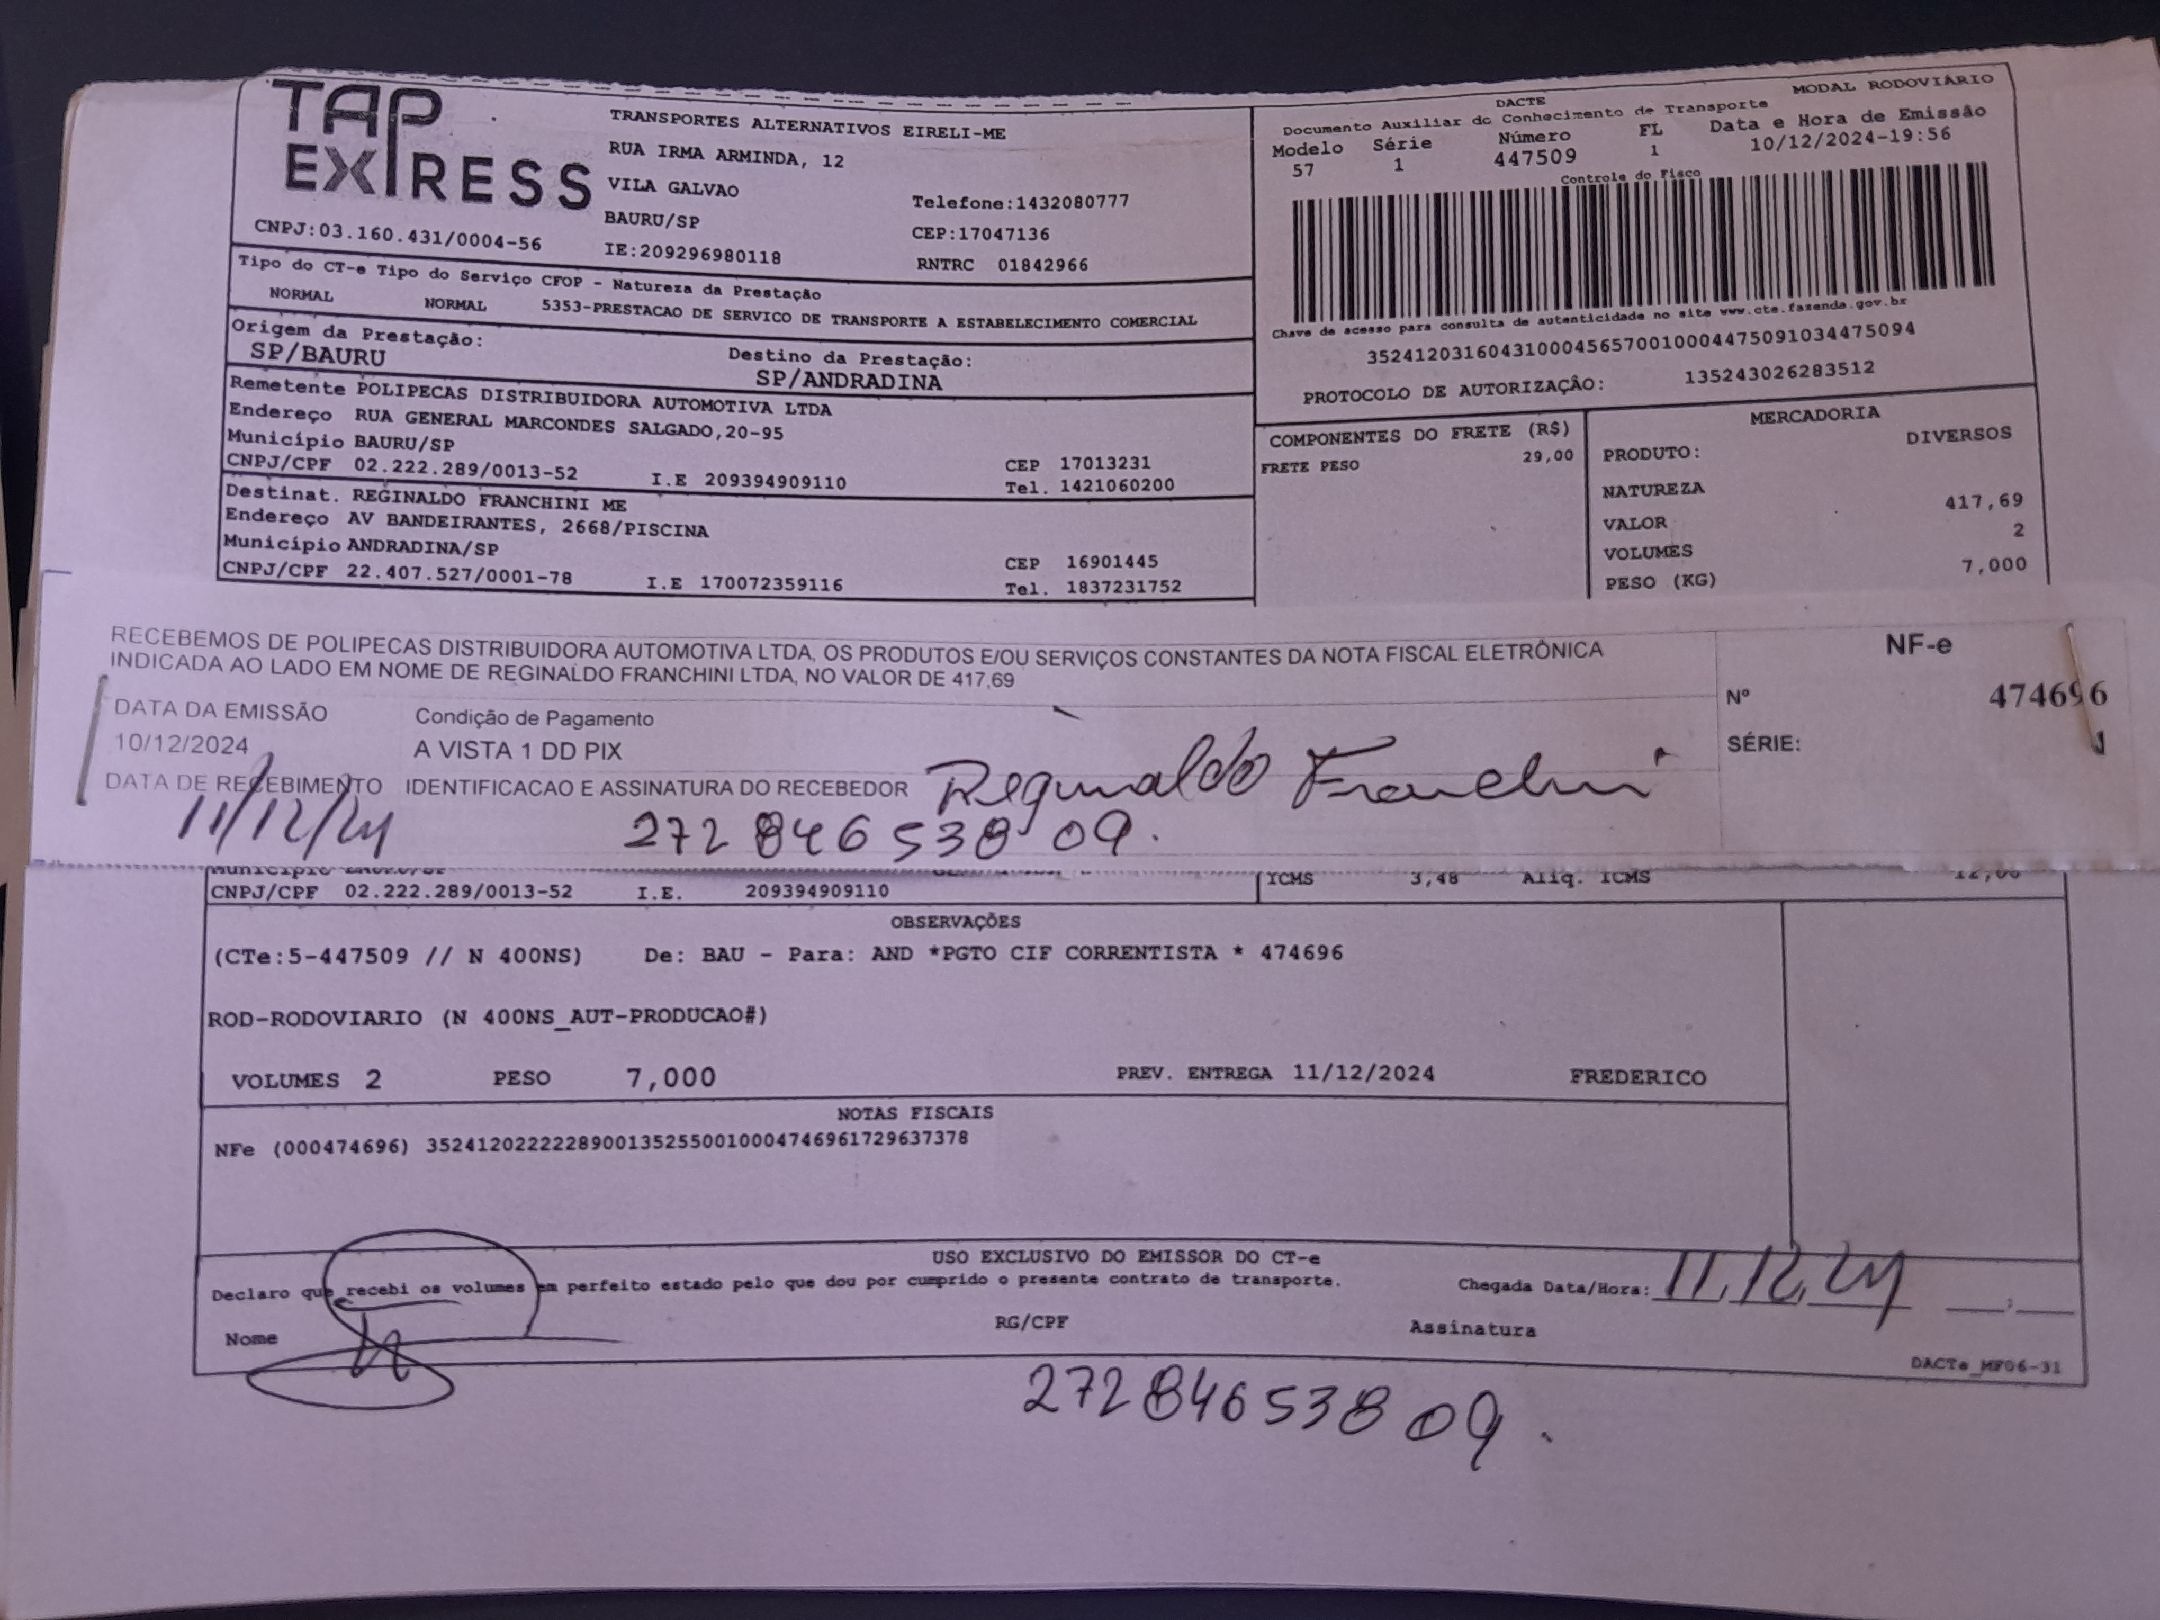 TAP
EXPRESS
CNPJ:03.160.431/0004-56
TRANSPORTES ALTERNATIVOS EIRELI-ME
RUA IRMA ARMINDA, 12
VILA GALVAO
BAURU/SP
IE:209296980118
Telefone:1432080777
CEP:17047136
RNTRC 01842966
MODAL RODOVIÁRIO
DACTE
Documento Auxiliar do Conhecimento de Transporte
Modelo Série Número FL Data e Hora de Emissão
57 1 447509 1 10/12/2024-19:56
Controle do Fisco
Chave de acesso para consulta de autenticidade no site www.cte.fazenda.gov.br
35241203160431000456570010004475091034475094
PROTOCOLO DE AUTORIZAÇÃO: 135243026283512
Tipo do CT-e Tipo do Serviço CFOP - Natureza da Prestação
NORMAL NORMAL 5353-PRESTACAO DE SERVICO DE TRANSPORTE A ESTABELECIMENTO COMERCIAL
Origem da Prestação: Destino da Prestação:
SP/BAURU SP/ANDRADINA
Remetente POLIPECAS DISTRIBUIDORA AUTOMOTIVA LTDA
Endereço RUA GENERAL MARCONDES SALGADO,20-95
Município BAURU/SP CEP 17013231
CNPJ/CPF 02.222.289/0013-52 I.E 209394909110 Tel. 1421060200
Destinat. REGINALDO FRANCHINI ME
Endereço AV BANDEIRANTES, 2668/PISCINA
Município ANDRADINA/SP CEP 16901445
CNPJ/CPF 22.407.527/0001-78 I.E 170072359116 Tel. 1837231752
COMPONENTES DO FRETE (R$)
FRETE PESO 29,00
MERCADORIA
PRODUTO: DIVERSOS
NATUREZA
VALOR 417,69
VOLUMES 2
PESO (KG) 7,000
RECEBEMOS DE POLIPECAS DISTRIBUIDORA AUTOMOTIVA LTDA, OS PRODUTOS E/OU SERVIÇOS CONSTANTES DA NOTA FISCAL ELETRÔNICA
INDICADA AO LADO EM NOME DE REGINALDO FRANCHINI LTDA, NO VALOR DE 417,69
NF-e
Nº 474696
SÉRIE:
DATA DA EMISSÃO Condição de Pagamento
10/12/2024 A VISTA 1 DD PIX
DATA DE RECEBIMENTO IDENTIFICACAO E ASSINATURA DO RECEBEDOR Reginaldo Franchini
11/12/24 272 846 538 09.
Município
CNPJ/CPF 02.222.289/0013-52 I.E. 209394909110
ICMS 3,48 Aliq. ICMS 12,00
OBSERVAÇÕES
(CTe:5-447509 // N 400NS) De: BAU - Para: AND *PGTO CIF CORRENTISTA * 474696
ROD-RODOVIARIO (N 400NS_AUT-PRODUCAO#)
VOLUMES 2 PESO 7,000 PREV. ENTREGA 11/12/2024 FREDERICO
NOTAS FISCAIS
NFe (000474696) 35241202222289001352550010004746961729637378
USO EXCLUSIVO DO EMISSOR DO CT-e
Declaro que recebi os volumes em perfeito estado pelo que dou por cumprido o presente contrato de transporte.
Chegada Data/Hora: 11,12,24
Nome RG/CPF Assinatura
DACTe_MF06-31
272 846 538 09.